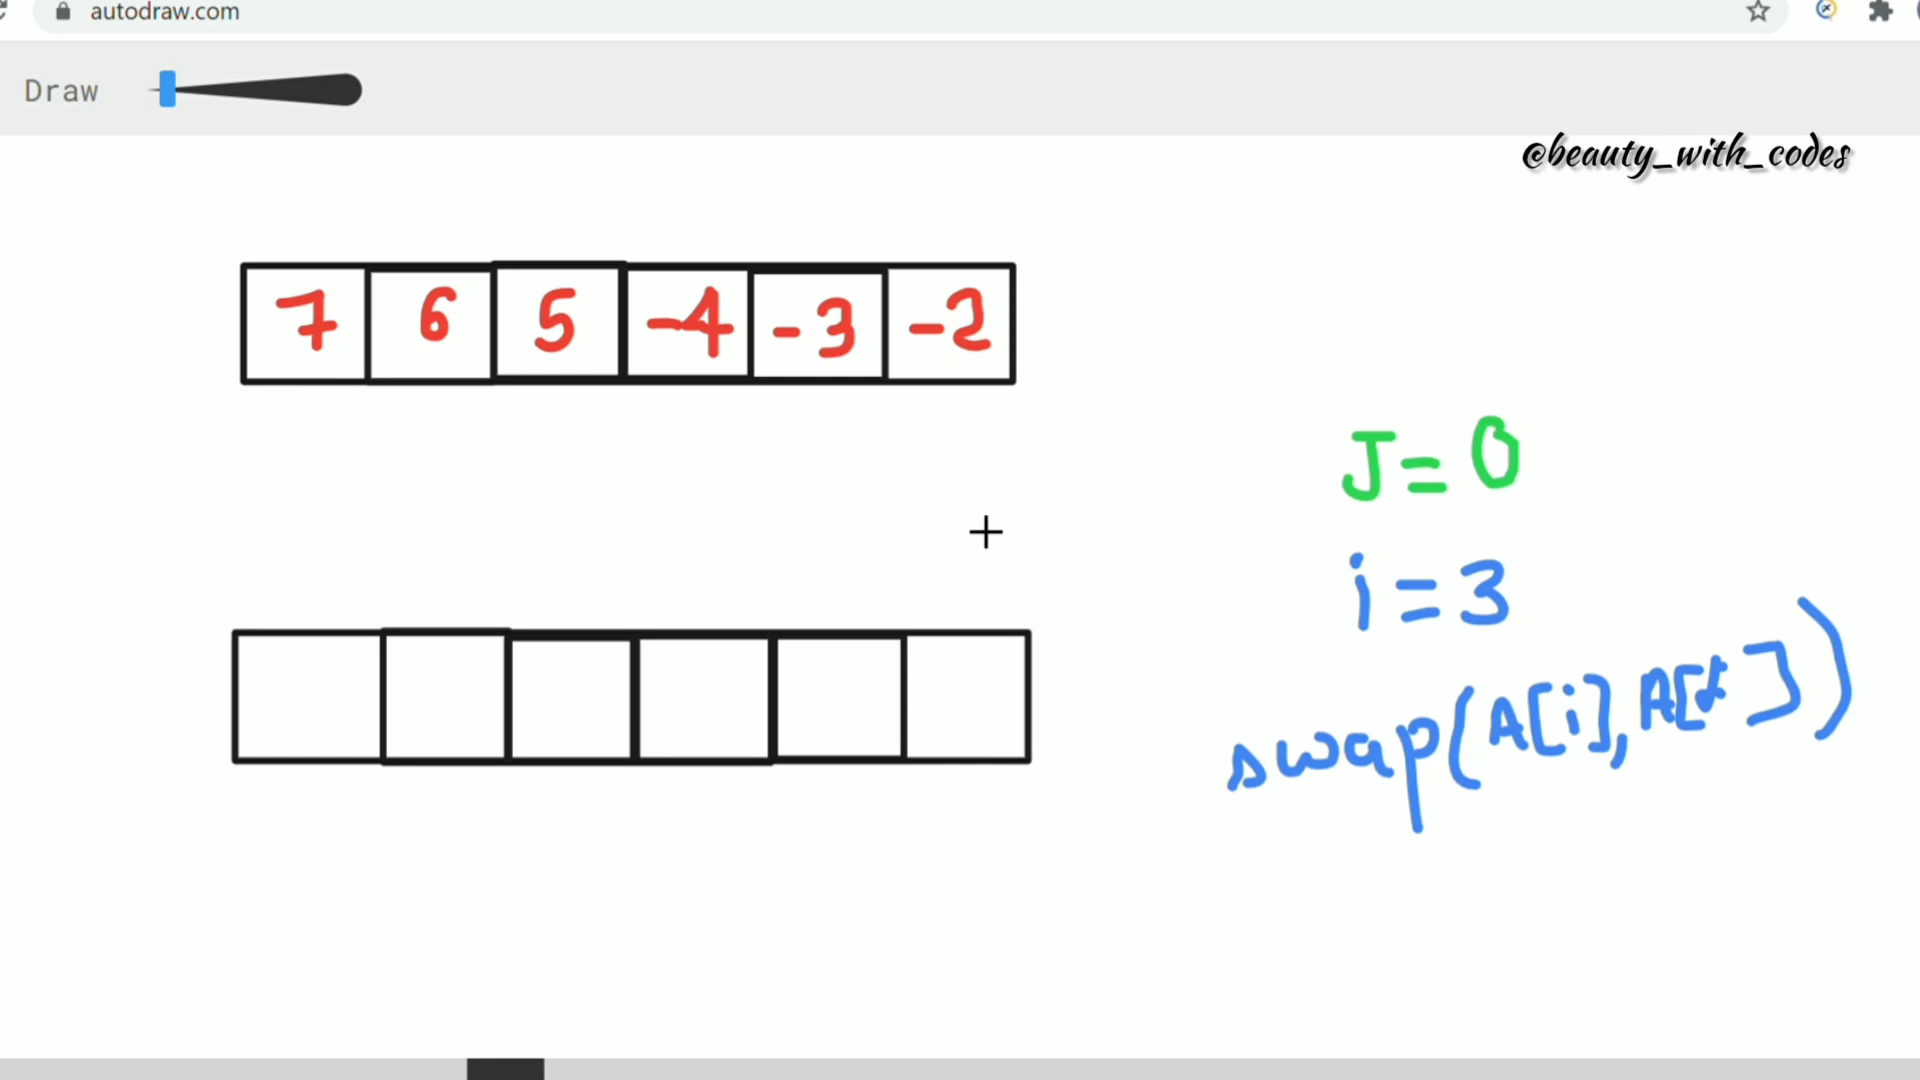 autodraw.com
Draw
@beauty_with_codes
7 6 5 -4 -3 -2
J=0
i=3
swap(A[i],A[